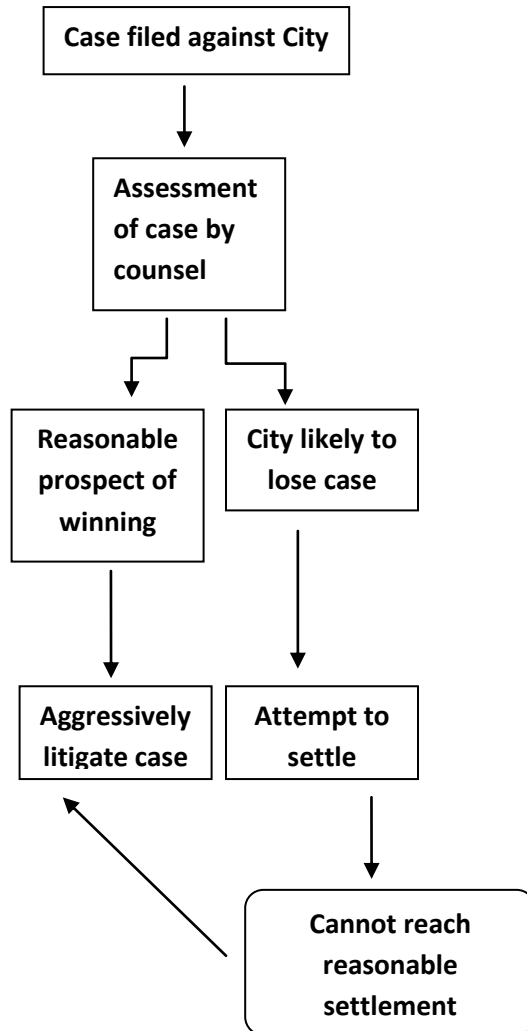 Case filed against City
Assessment
of case by
counsel
Reasonable
prospect of
winning
City likely to
lose case
Aggressively
litigate case
Attempt to
settle
Cannot reach
reasonable
settlement